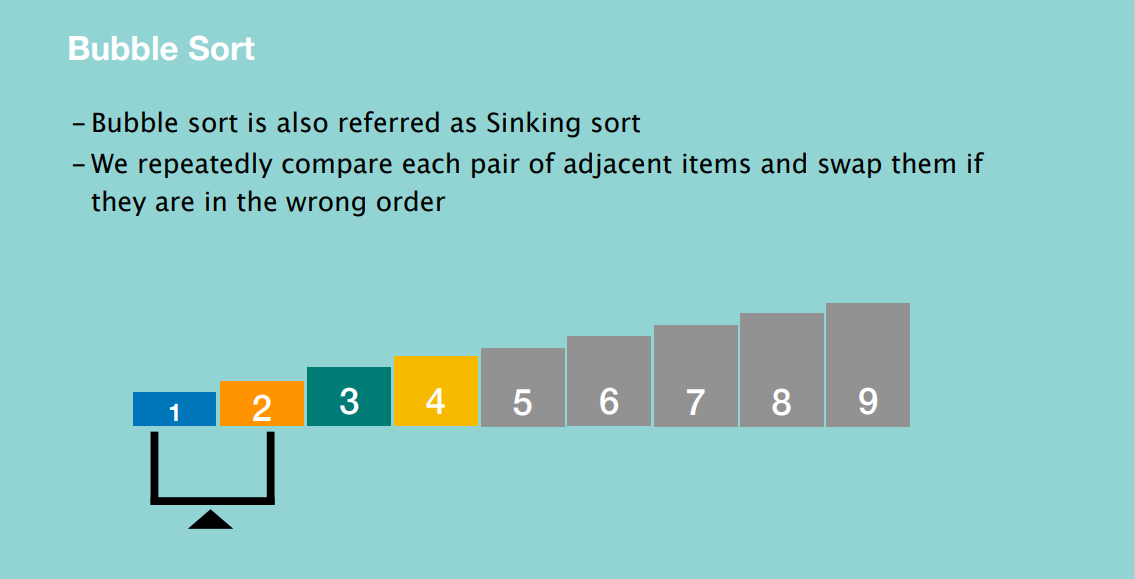 Bubble Sort
– Bubble sort is also referred as Sinking sort
– We repeatedly compare each pair of adjacent items and swap them if
they are in the wrong order
1 2 3 4 5 6 7 8 9